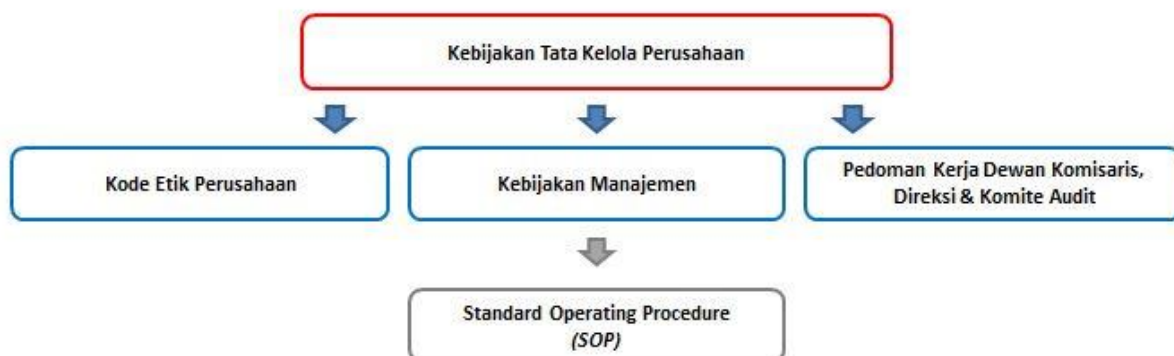 Kebijakan Tata Kelola Perusahaan
Kode Etik Perusahaan
Kebijakan Manajemen
Pedoman Kerja Dewan Komisaris,
Direksi & Komite Audit
Standard Operating Procedure
(SOP)